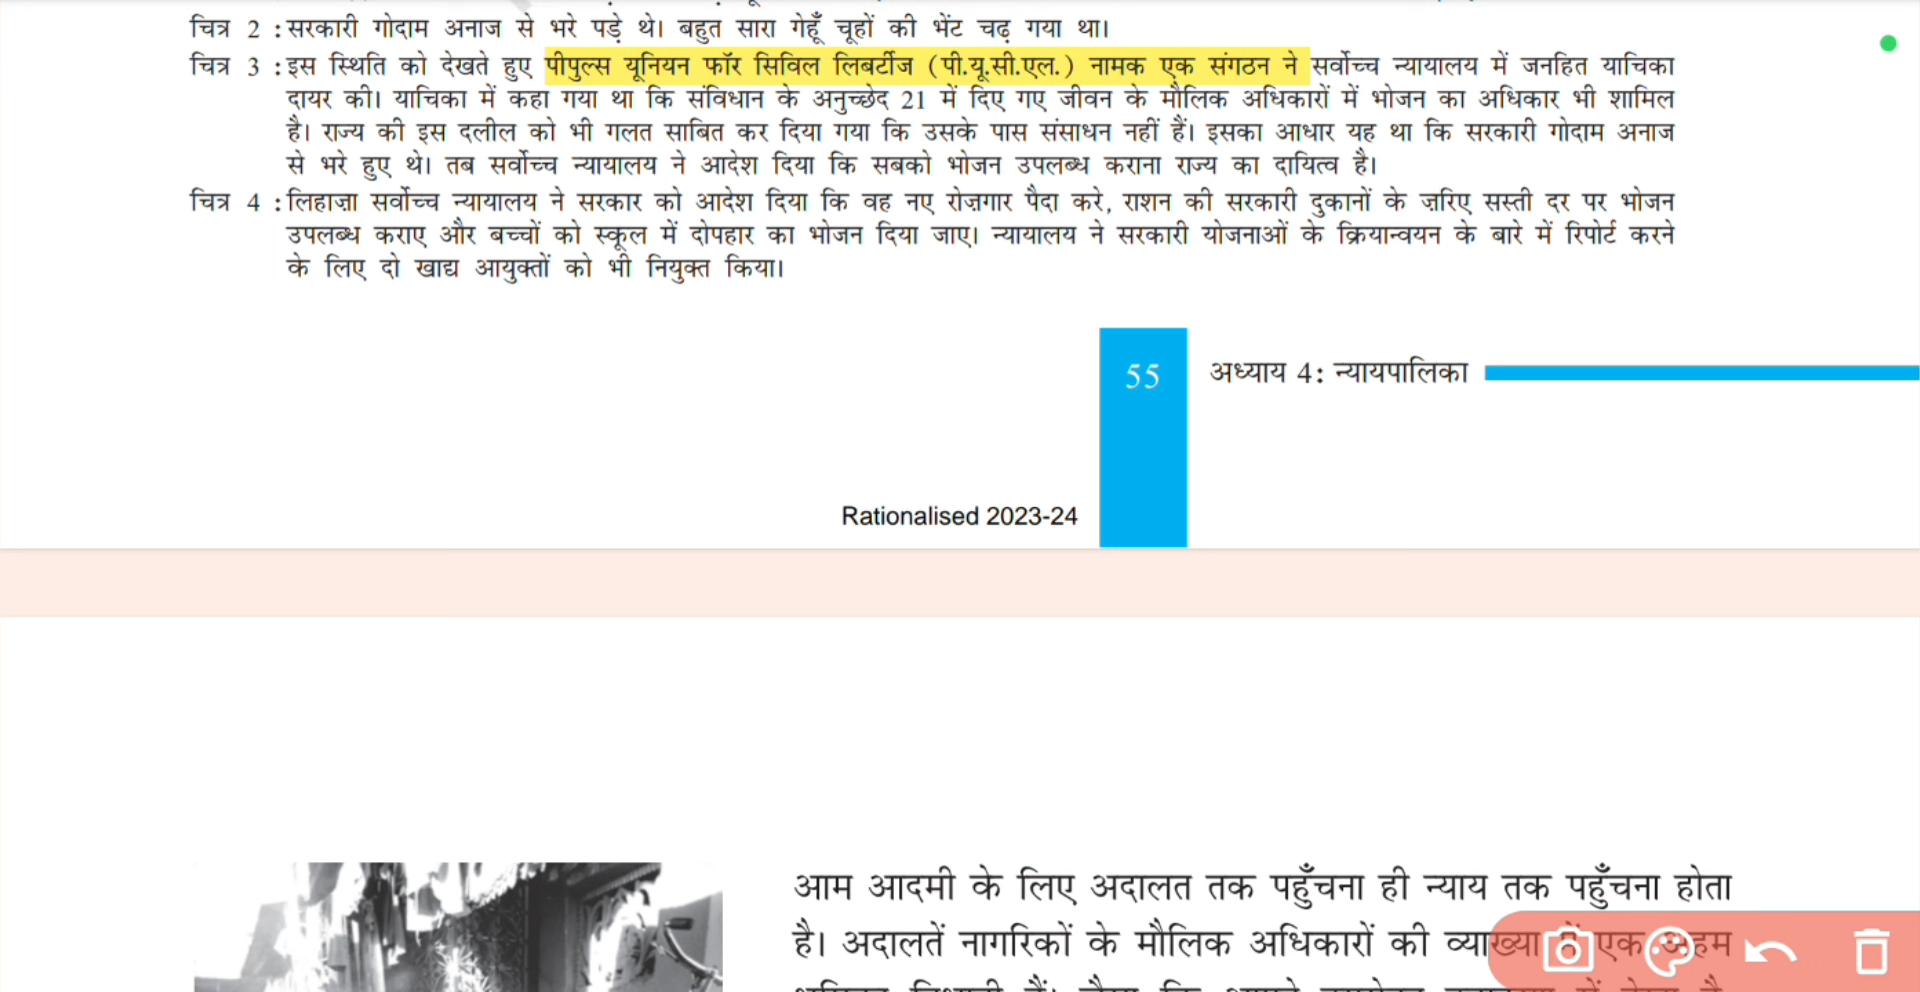 चित्र 2 : सरकारी गोदाम अनाज से भरे पड़े थे। बहुत सारा गेहूँ चूहों की भेंट चढ़ गया था।
चित्र 3 : इस स्थिति को देखते हुए पीपुल्स यूनियन फॉर सिविल लिबर्टीज (पी.यू.सी.एल.) नामक एक संगठन ने सर्वोच्च न्यायालय में जनहित याचिका
दायर की। याचिका में कहा गया था कि संविधान के अनुच्छेद 21 में दिए गए जीवन के मौलिक अधिकारों में भोजन का अधिकार भी शामिल
है। राज्य की इस दलील को भी गलत साबित कर दिया गया कि उसके पास संसाधन नहीं हैं। इसका आधार यह था कि सरकारी गोदाम अनाज
से भरे हुए थे। तब सर्वोच्च न्यायालय ने आदेश दिया कि सबको भोजन उपलब्ध कराना राज्य का दायित्व है।
चित्र 4 : लिहाज़ा सर्वोच्च न्यायालय ने सरकार को आदेश दिया कि वह नए रोज़गार पैदा करे, राशन की सरकारी दुकानों के ज़रिए सस्ती दर पर भोजन
उपलब्ध कराए और बच्चों को स्कूल में दोपहार का भोजन दिया जाए। न्यायालय ने सरकारी योजनाओं के क्रियान्वयन के बारे में रिपोर्ट करने
के लिए दो खाद्य आयुक्तों को भी नियुक्त किया।
55 अध्याय 4: न्यायपालिका
Rationalised 2023-24
आम आदमी के लिए अदालत तक पहुँचना ही न्याय तक पहुँचना होता
है। अदालतें नागरिकों के मौलिक अधिकारों की व्याख्या में एक अहम